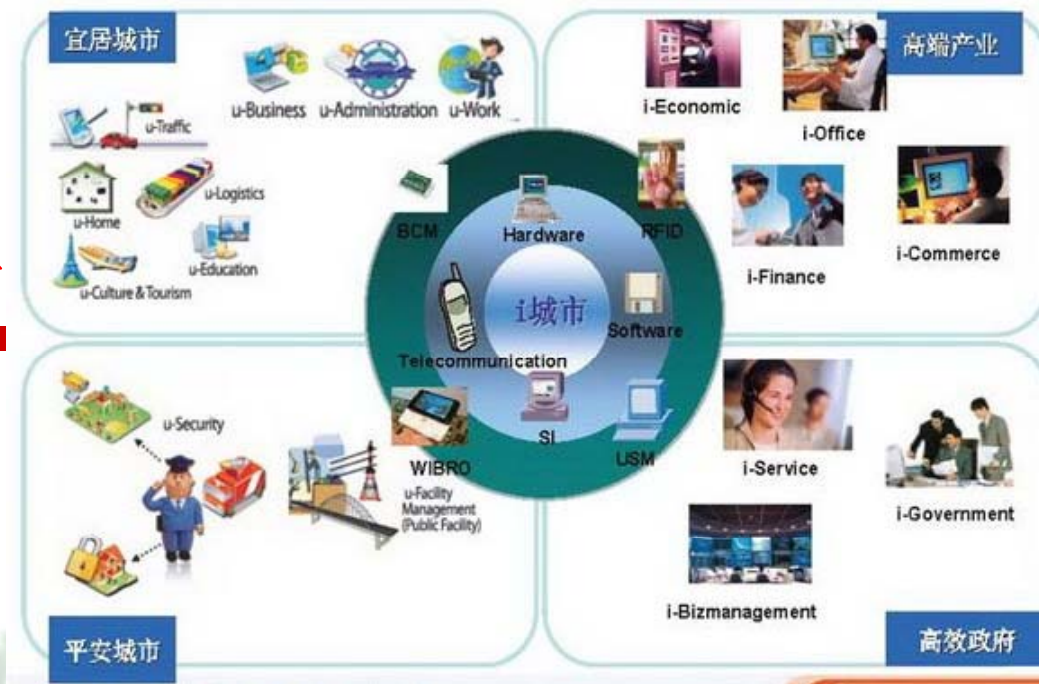 宜居城市
u-Business
u-Administration
u-Work
u-Traffic
u-Logistics
u-Home
u-Education
u-Culture & Tourism
高端产业
i-Economic
i-Office
i-Finance
i-Commerce
BCM
Hardware
RFID
i城市
Software
Telecommunication
WIBRO
SI
USM
u-Security
u-Facility
Management
(Public Facility)
平安城市
i-Service
i-Government
i-Bizmanagement
高效政府